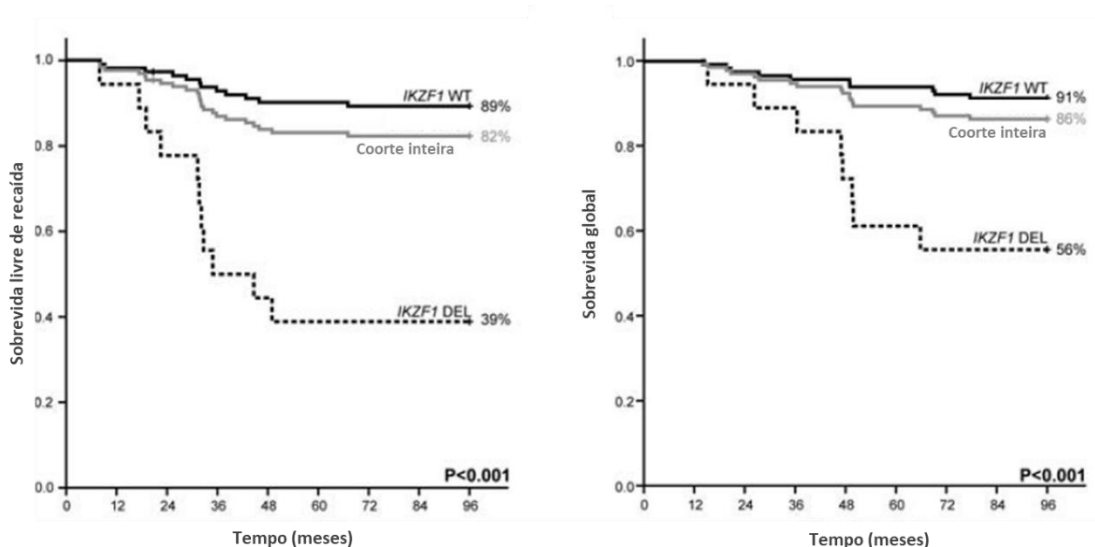 Sobrevida livre de recaída
1.0
0.8
0.6
0.4
0.2
0.0
IKZF1 WT
89%
82%
Coorte inteira
IKZF1 DEL
39%
P<0.001
0 12 24 36 48 60 72 84 96
Tempo (meses)
Sobrevida global
1.0
0.8
0.6
0.4
0.2
0.0
IKZF1 WT
91%
86%
Coorte inteira
IKZF1 DEL
56%
P<0.001
0 12 24 36 48 60 72 84 96
Tempo (meses)